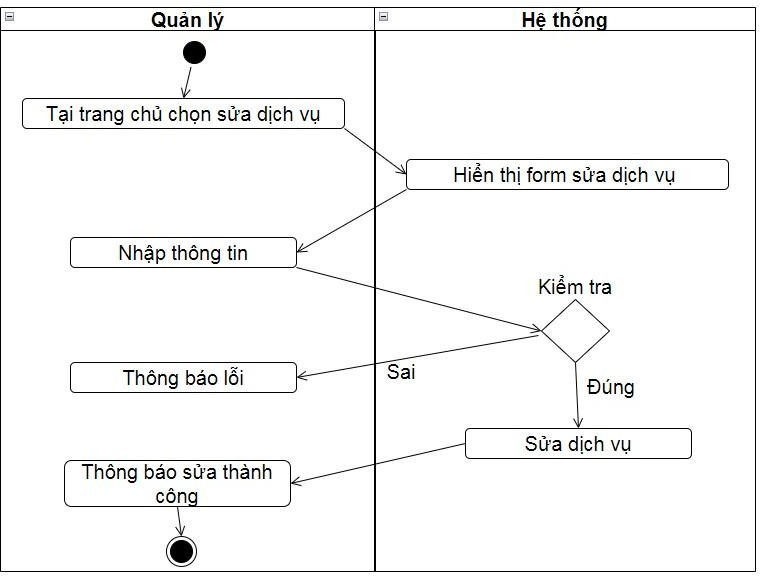 Quản lý
Hệ thống
Tại trang chủ chọn sửa dịch vụ
Hiển thị form sửa dịch vụ
Nhập thông tin
Kiểm tra
Thông báo lỗi
Sai
Đúng
Sửa dịch vụ
Thông báo sửa thành
công